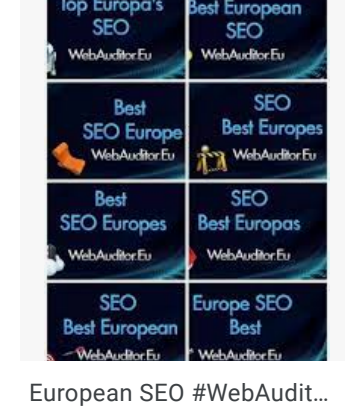 Top Europa's
SEO
WebAuditor.Eu
Best European
SEO
WebAuditor.Eu
Best
SEO Europe
WebAuditor.Eu
SEO
Best Europes
WebAuditor.Eu
Best
SEO Europes
WebAuditor.Eu
SEO
Best Europas
WebAuditor.Eu
SEO
Best European
WebAuditor.Eu
Europe SEO
Best
WebAuditor.Eu
European SEO #WebAudit...